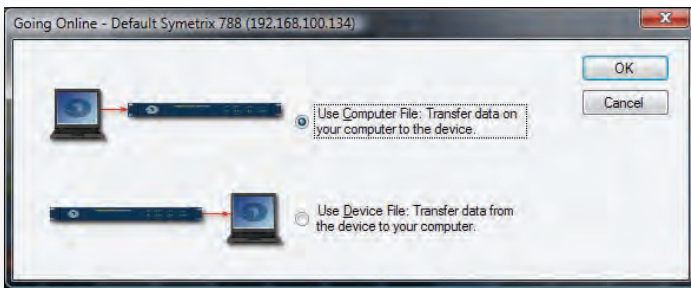 Going Online - Default Symetrix 788 (192.168.100.134)
OK
Cancel
Use Computer File: Transfer data on
your computer to the device.
Use Device File: Transfer data from
the device to your computer.